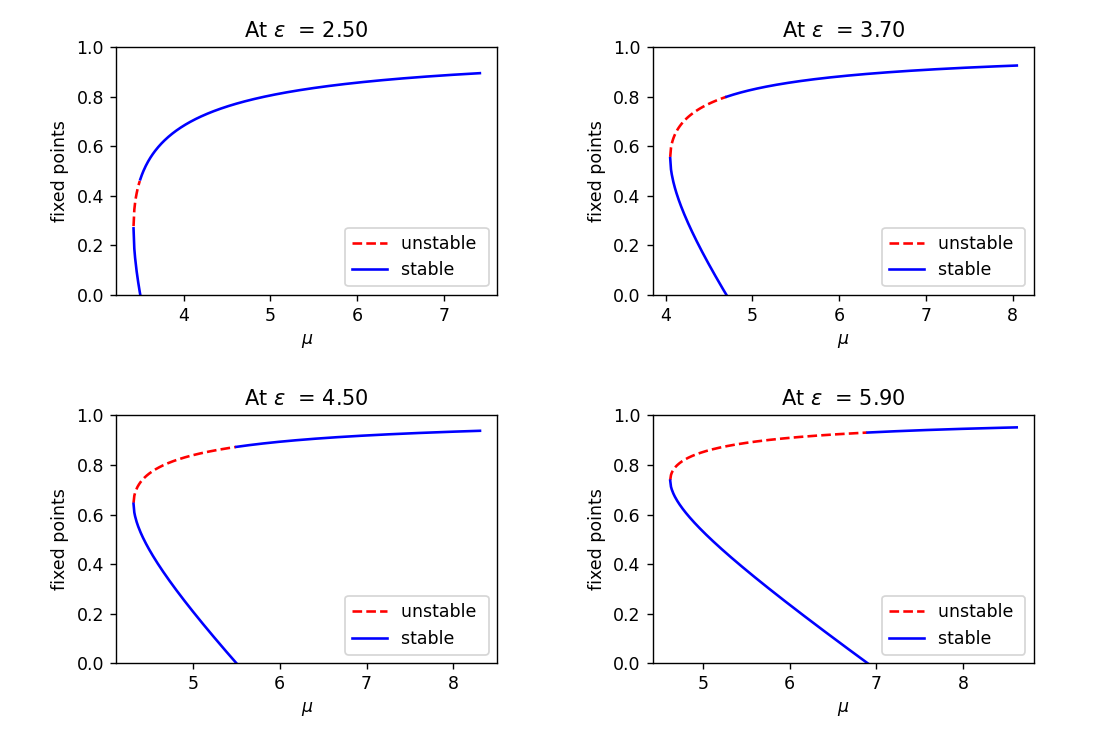 At ε = 2.50
1.0
0.8
0.6
0.4
0.2
0.0
fixed points
unstable
stable
4 5 6 7
μ
At ε = 3.70
1.0
0.8
0.6
0.4
0.2
0.0
fixed points
unstable
stable
4 5 6 7 8
μ
At ε = 4.50
1.0
0.8
0.6
0.4
0.2
0.0
fixed points
unstable
stable
5 6 7 8
μ
At ε = 5.90
1.0
0.8
0.6
0.4
0.2
0.0
fixed points
unstable
stable
5 6 7 8
μ